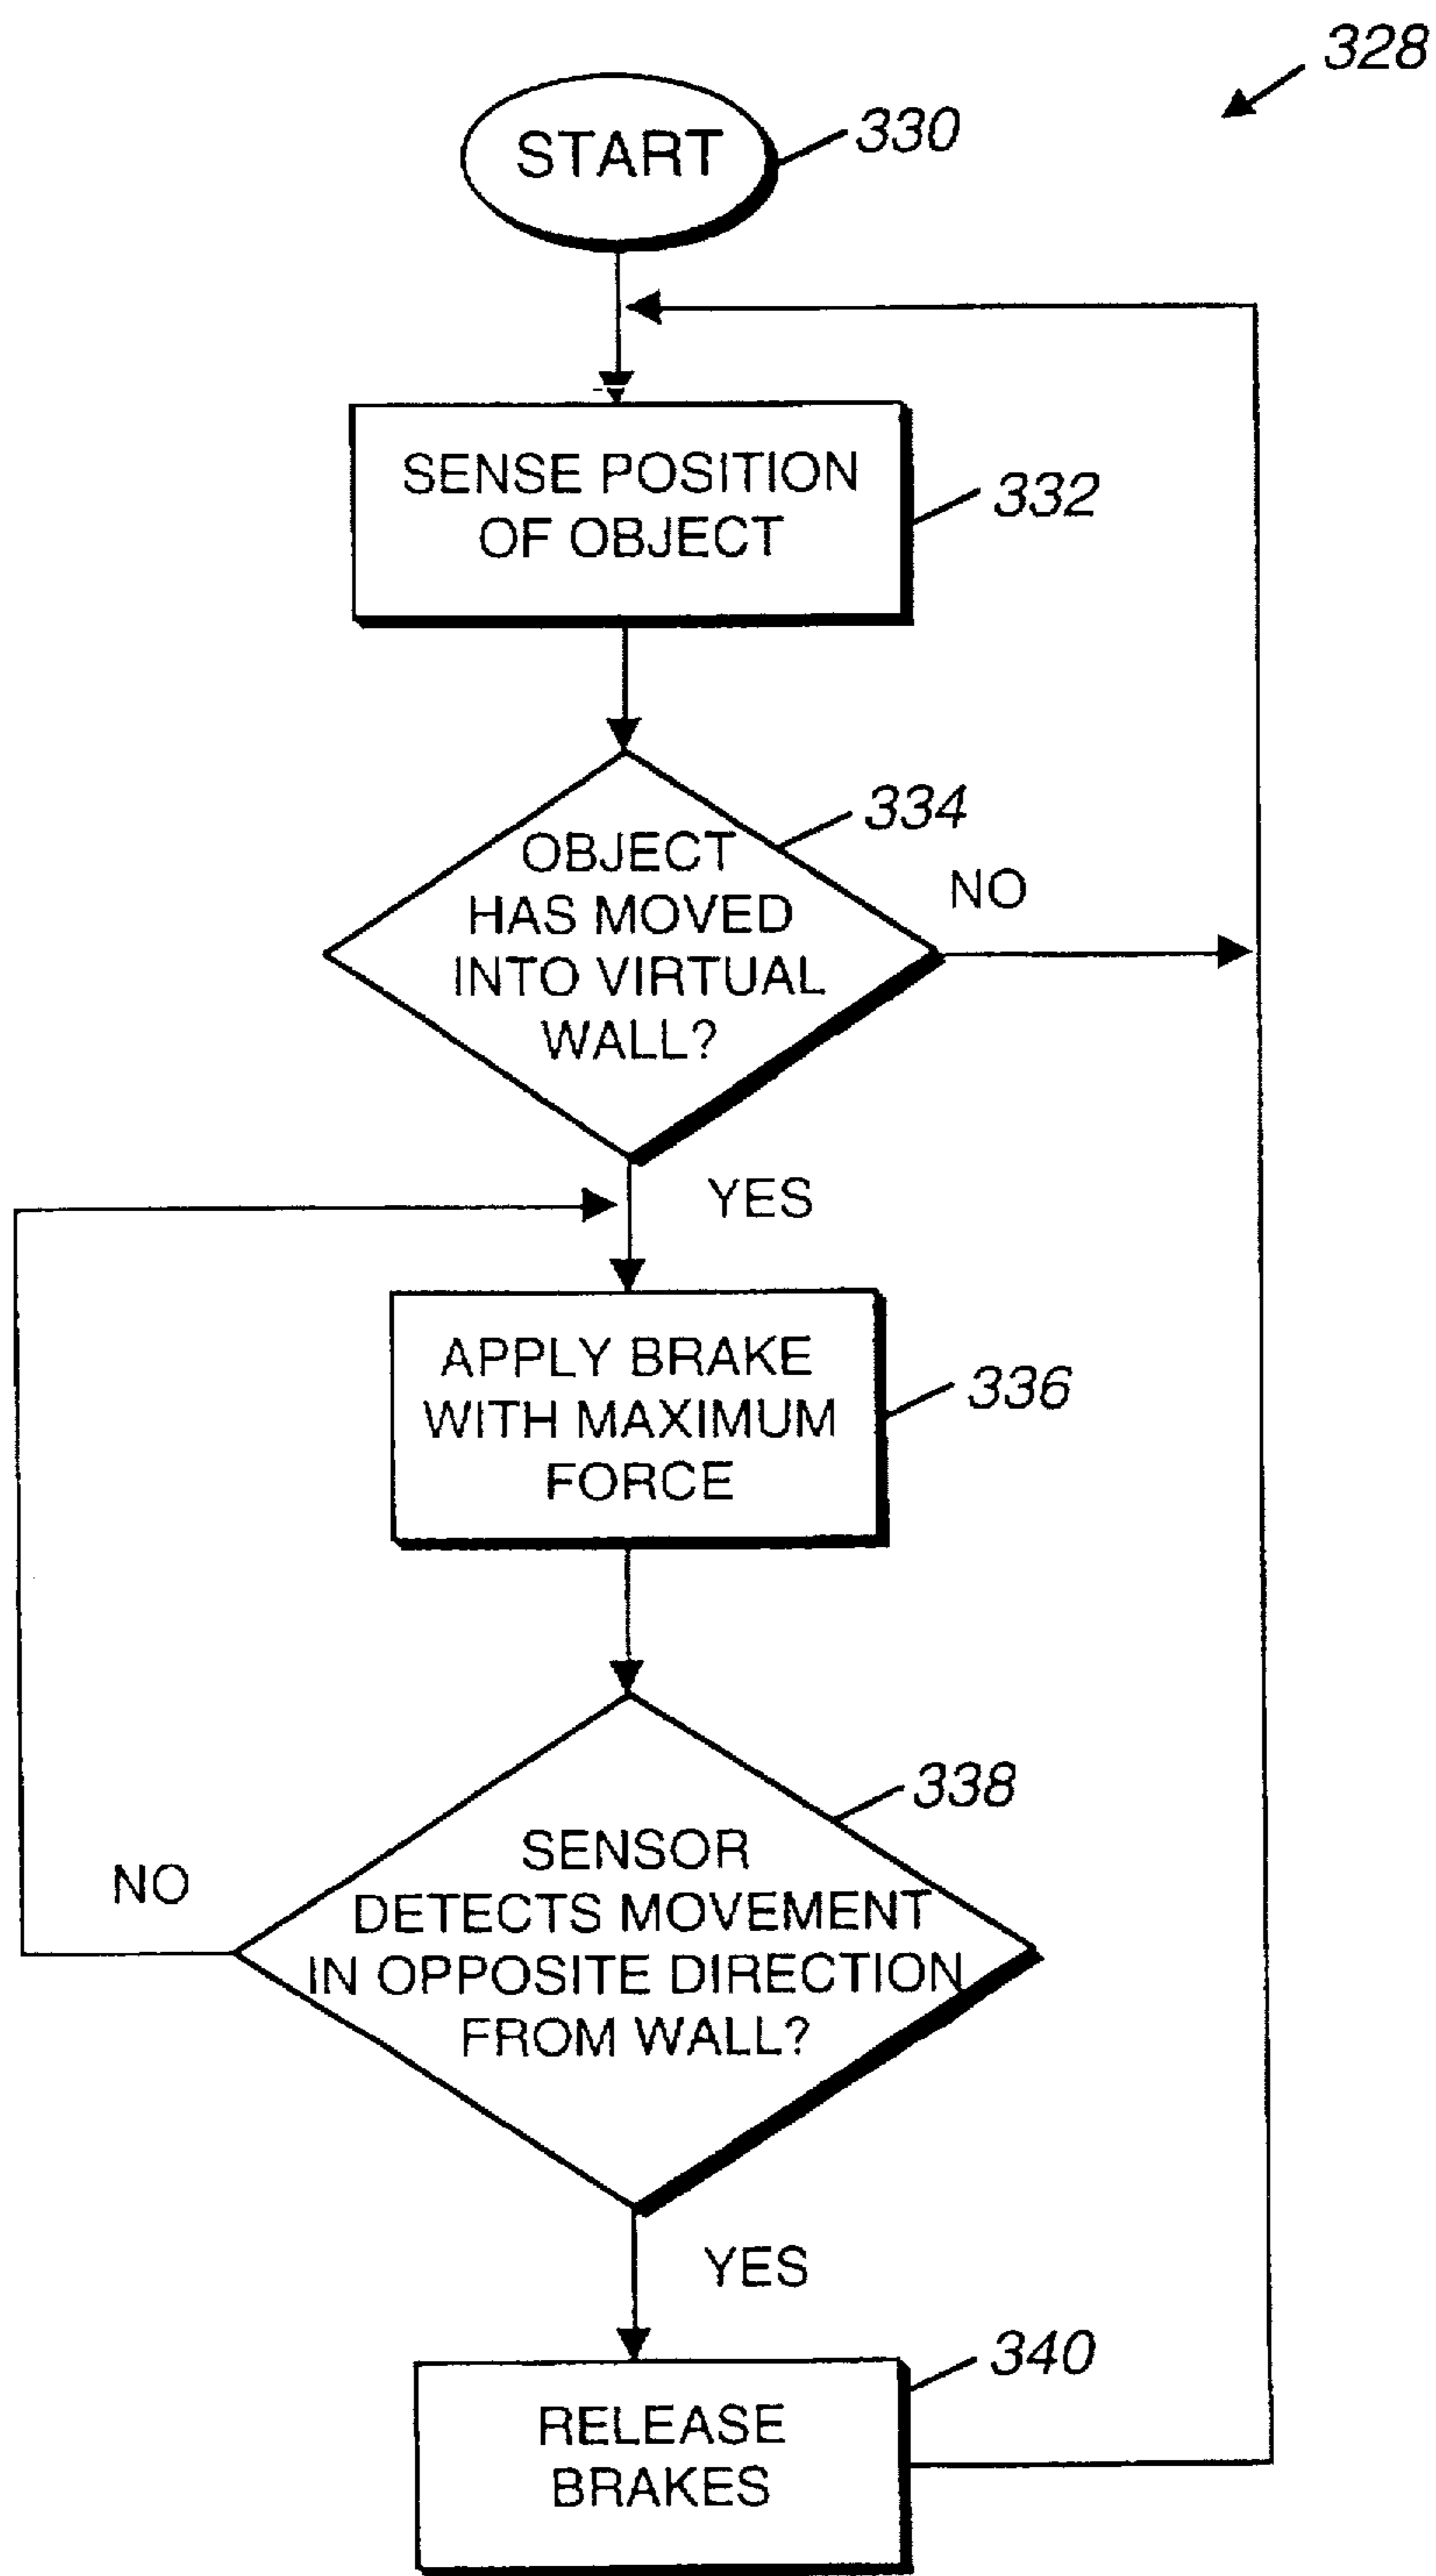 328
START
330
SENSE POSITION
OF OBJECT
332
334
OBJECT
HAS MOVED
INTO VIRTUAL
WALL?
NO
YES
APPLY BRAKE
WITH MAXIMUM
FORCE
336
338
SENSOR
DETECTS MOVEMENT
IN OPPOSITE DIRECTION
FROM WALL?
NO
YES
340
RELEASE
BRAKES